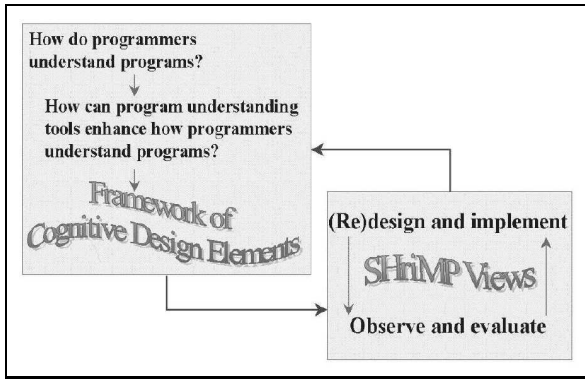 How do programmers
understand programs?
How can program understanding
tools enhance how programmers
understand programs?
Framework of
Cognitive Design Elements
(Re)design and implement
SHriMP Views
Observe and evaluate